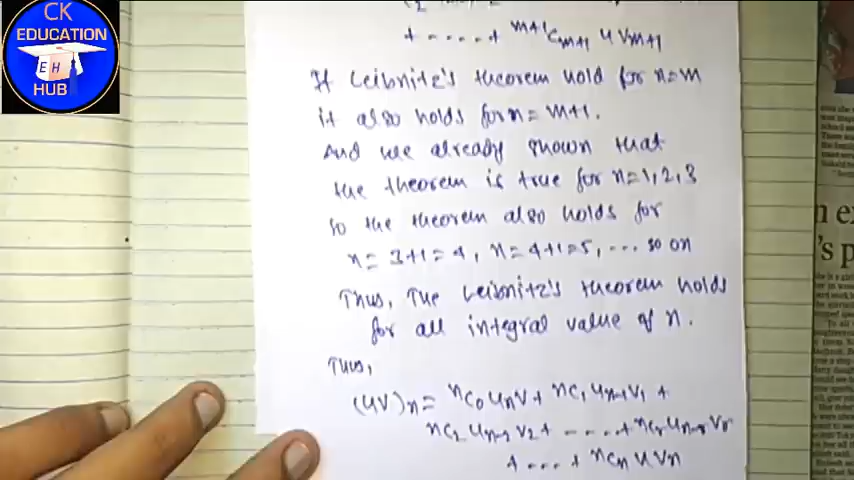 CK
EDUCATION
E H
HUB
+ ----- + ᵐ⁺¹Cₘ₊₁ u Vₘ₊₁
If Leibnitz's theorem hold for n=m
it also holds for n= m+1.
And we already shown that
the theorem is true for n=1,2,3
so the theorem also holds for
n= 3+1=4, n=4+1=5, ... so on
Thus, The Leibnitz's theorem holds
for all integral value of n.
Thus,
(uv)ₙ= ⁿC₀ uₙv + ⁿC₁ uₙ₋₁v₁ +
ⁿC₂ uₙ₋₂ v₂ + ----- + ⁿCᵣ uₙ₋ᵣ vᵣ
+ ---- + ⁿCₙ u vₙ